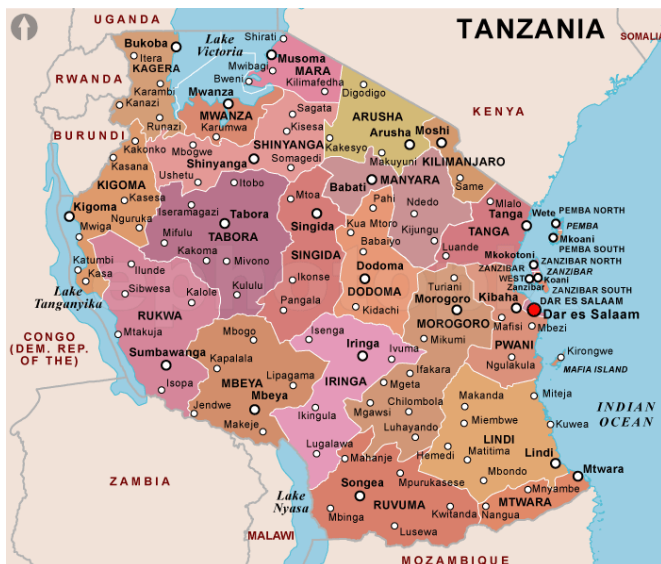 UGANDA
TANZANIA
Lake
Victoria
Shirati
SOMALIA
Bukoba
Itera
KAGERA
Musoma
Mwibagi
MARA
Bweni
Kilimafedha
RWANDA
Karambi
Mwanza
Digodigo
Kanazi
MWANZA
Sagata
KENYA
Runazi
Karumwa
Kisesa
ARUSHA
BURUNDI
SHINYANGA
Arusha
Moshi
Kakonko
Mbogwe
Kakesyo
Kasana
Shinyanga
Somagedi
Makuyuni
KILIMANJARO
Ushetu
Itobo
Babati
MANYARA
Same
KIGOMA
Kasesa
Mtoa
Pahi
Ndedo
Mlalo
Kigoma
Iseramagazi
Tabora
Singida
Kua Mtoro
Tanga
Wete
PEMBA NORTH
PEMBA
Nguruka
Mwiga
Mifulu
TABORA
Babaiyo
Kijungu
TANGA
Mkoani
PEMBA SOUTH
Katumbi
Kasa
Ilunde
Kakoma
Mivono
SINGIDA
Luande
Mkokotoni
ZANZIBAR NORTH
Dodoma
ZANZIBAR
WEST
ZANZIBAR
Koani
Lake
Tanganyika
Sibwesa
Kalole
Kululu
Ikonse
DODOMA
Turiani
Zanzibar
ZANZIBAR SOUTH
Morogoro
Kibaha
DAR ES SALAAM
Dar es Salaam
RUKWA
Pangala
Kidachi
MOROGORO
Mafisi
Mbezi
CONGO
(DEM. REP.
OF THE)
Mtakuja
Mbogo
Isenga
Iringa
Mikumi
PWANI
Sumbawanga
Kapalala
Ivuma
Ngulakula
Kirongwe
MAFIA ISLAND
Isopa
MBEYA
Lipagama
IRINGA
Ifakara
Mgeta
Mbeya
Chilombola
Makanda
Miteja
INDIAN
OCEAN
Jendwe
Makeje
Ikingula
Mgawsi
Luhayando
Miembwe
Kuwea
Lugalawa
Mahanje
Hemedi
LINDI
Matitima
Lindi
ZAMBIA
Lake
Nyasa
Songea
Mpurukasese
Mbondo
Mtwara
RUVUMA
Mnyambe
MTWARA
Mbinga
Kwitanda
Nangua
Lusewa
MALAWI
MOZAMBIQUE